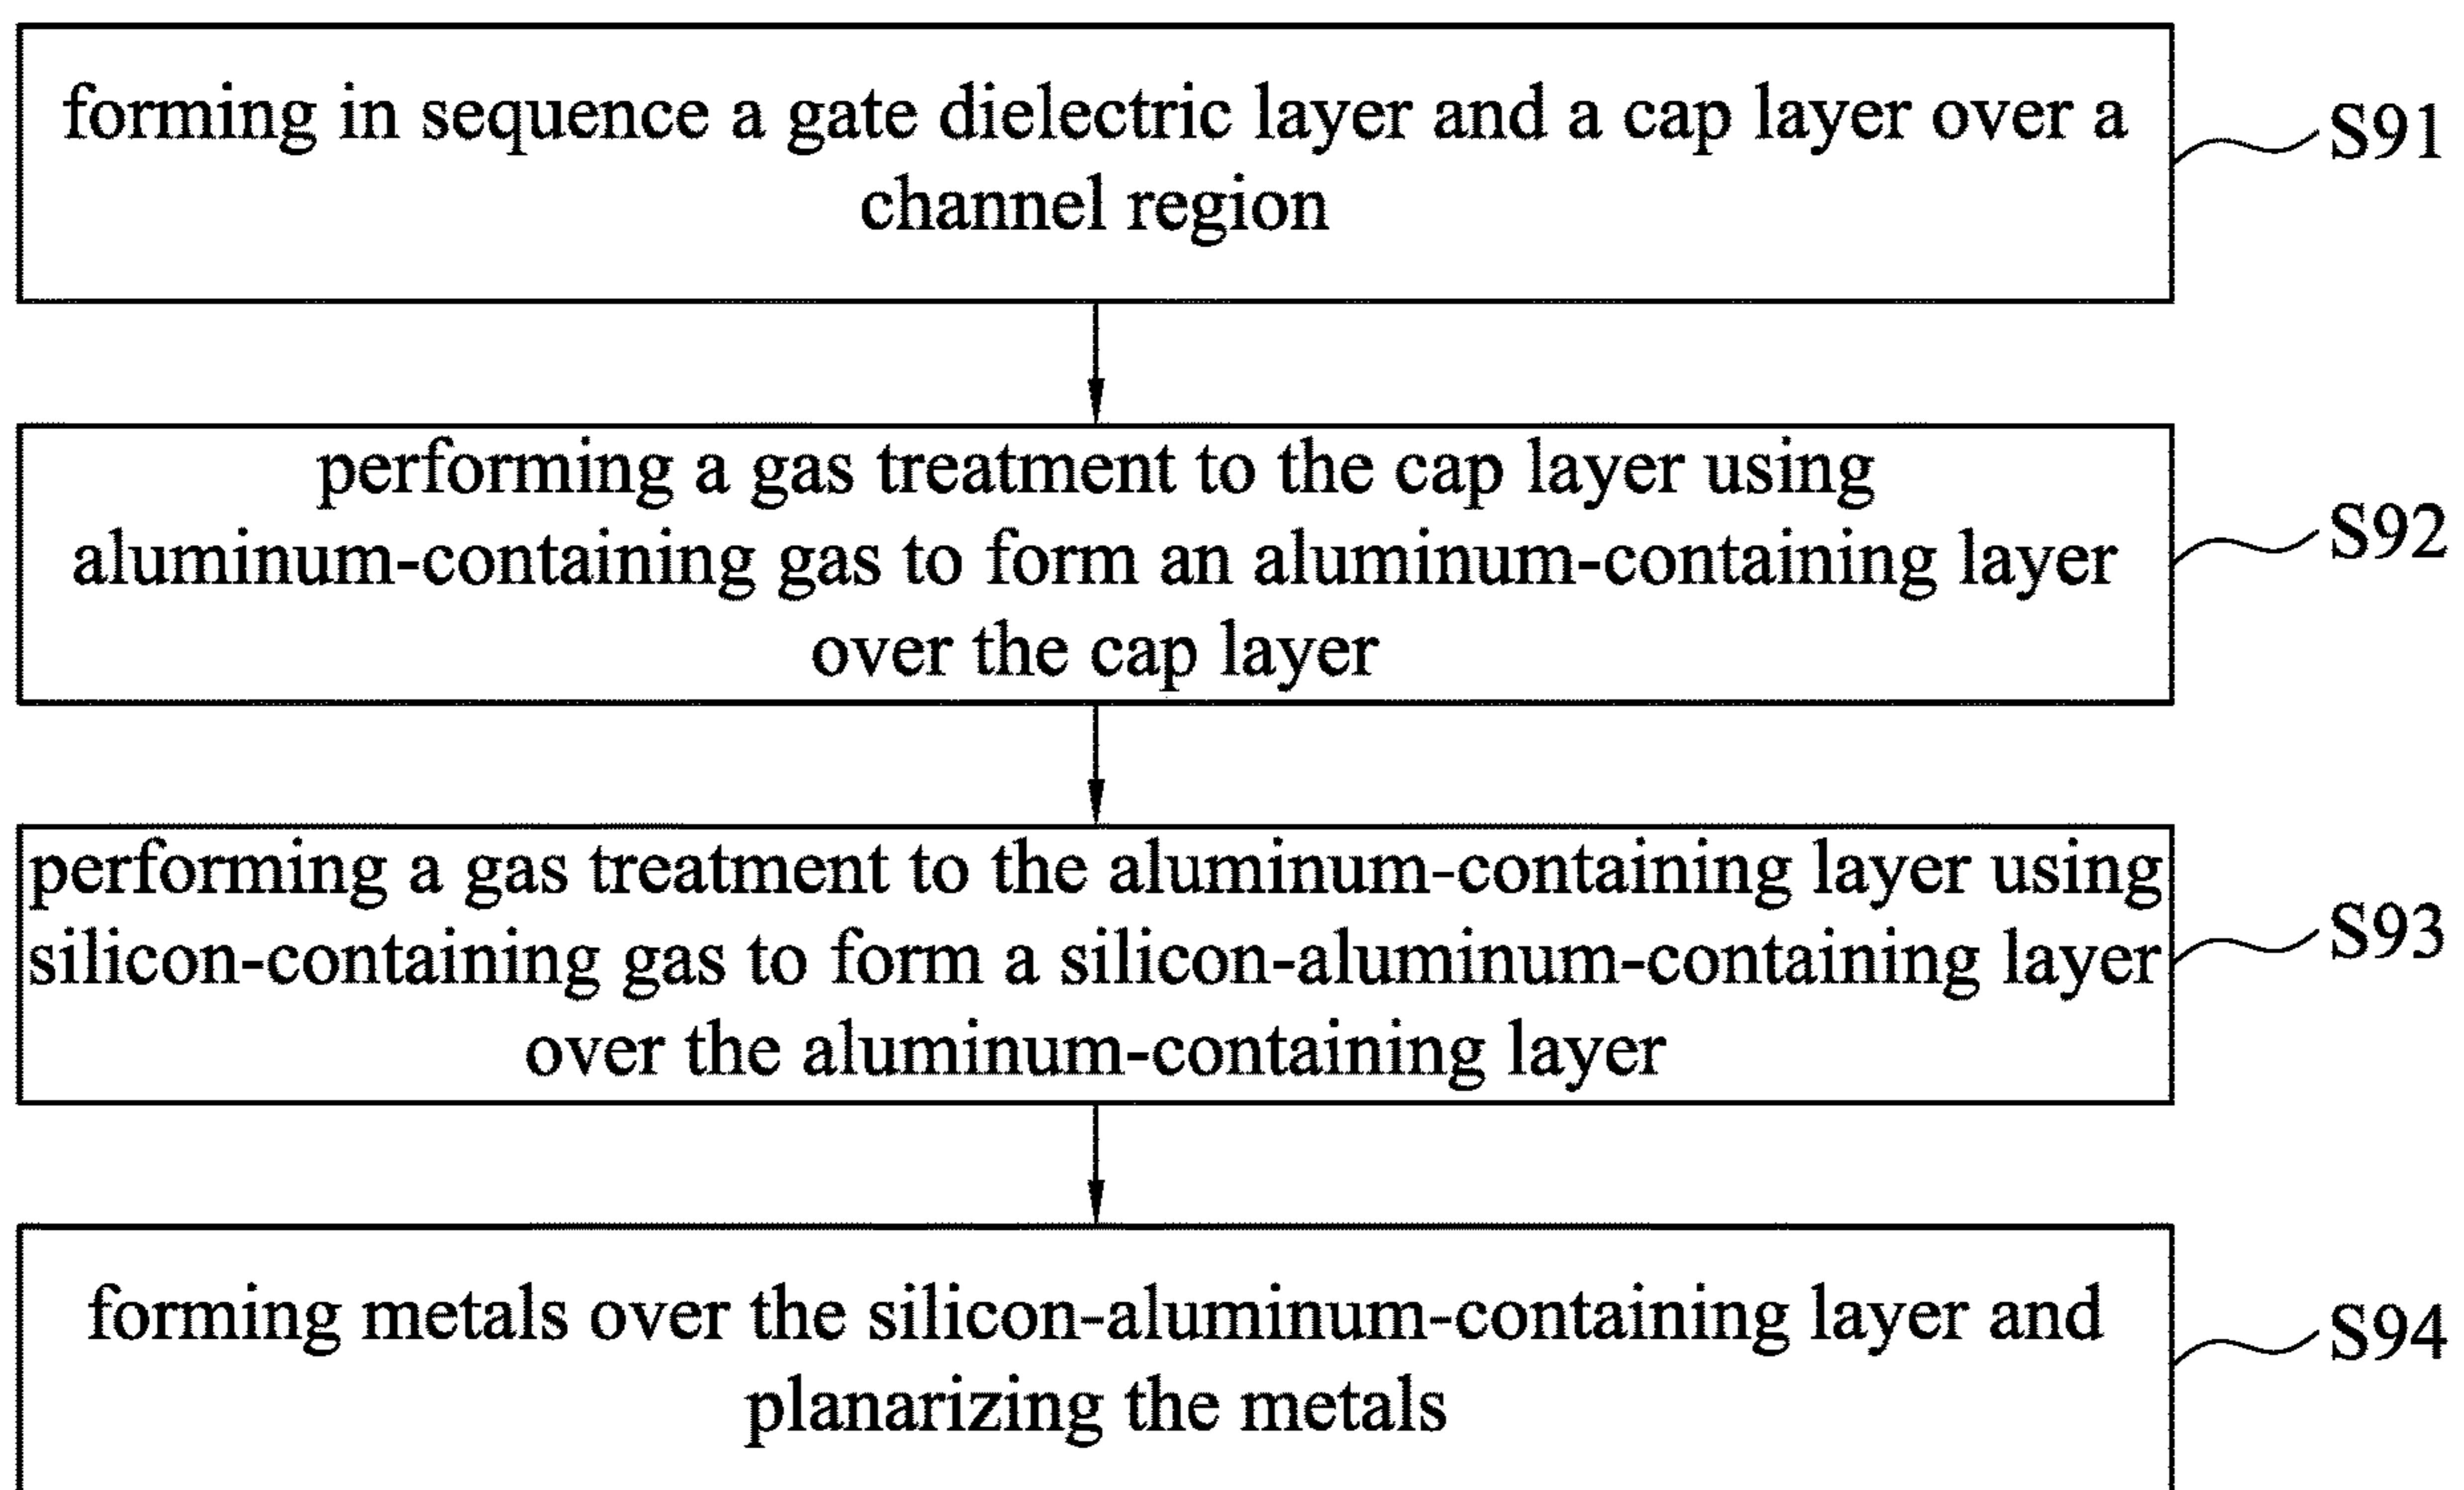 forming in sequence a gate dielectric layer and a cap layer over a
channel region
S91
performing a gas treatment to the cap layer using
aluminum-containing gas to form an aluminum-containing layer
over the cap layer
S92
performing a gas treatment to the aluminum-containing layer using
silicon-containing gas to form a silicon-aluminum-containing layer
over the aluminum-containing layer
S93
forming metals over the silicon-aluminum-containing layer and
planarizing the metals
S94